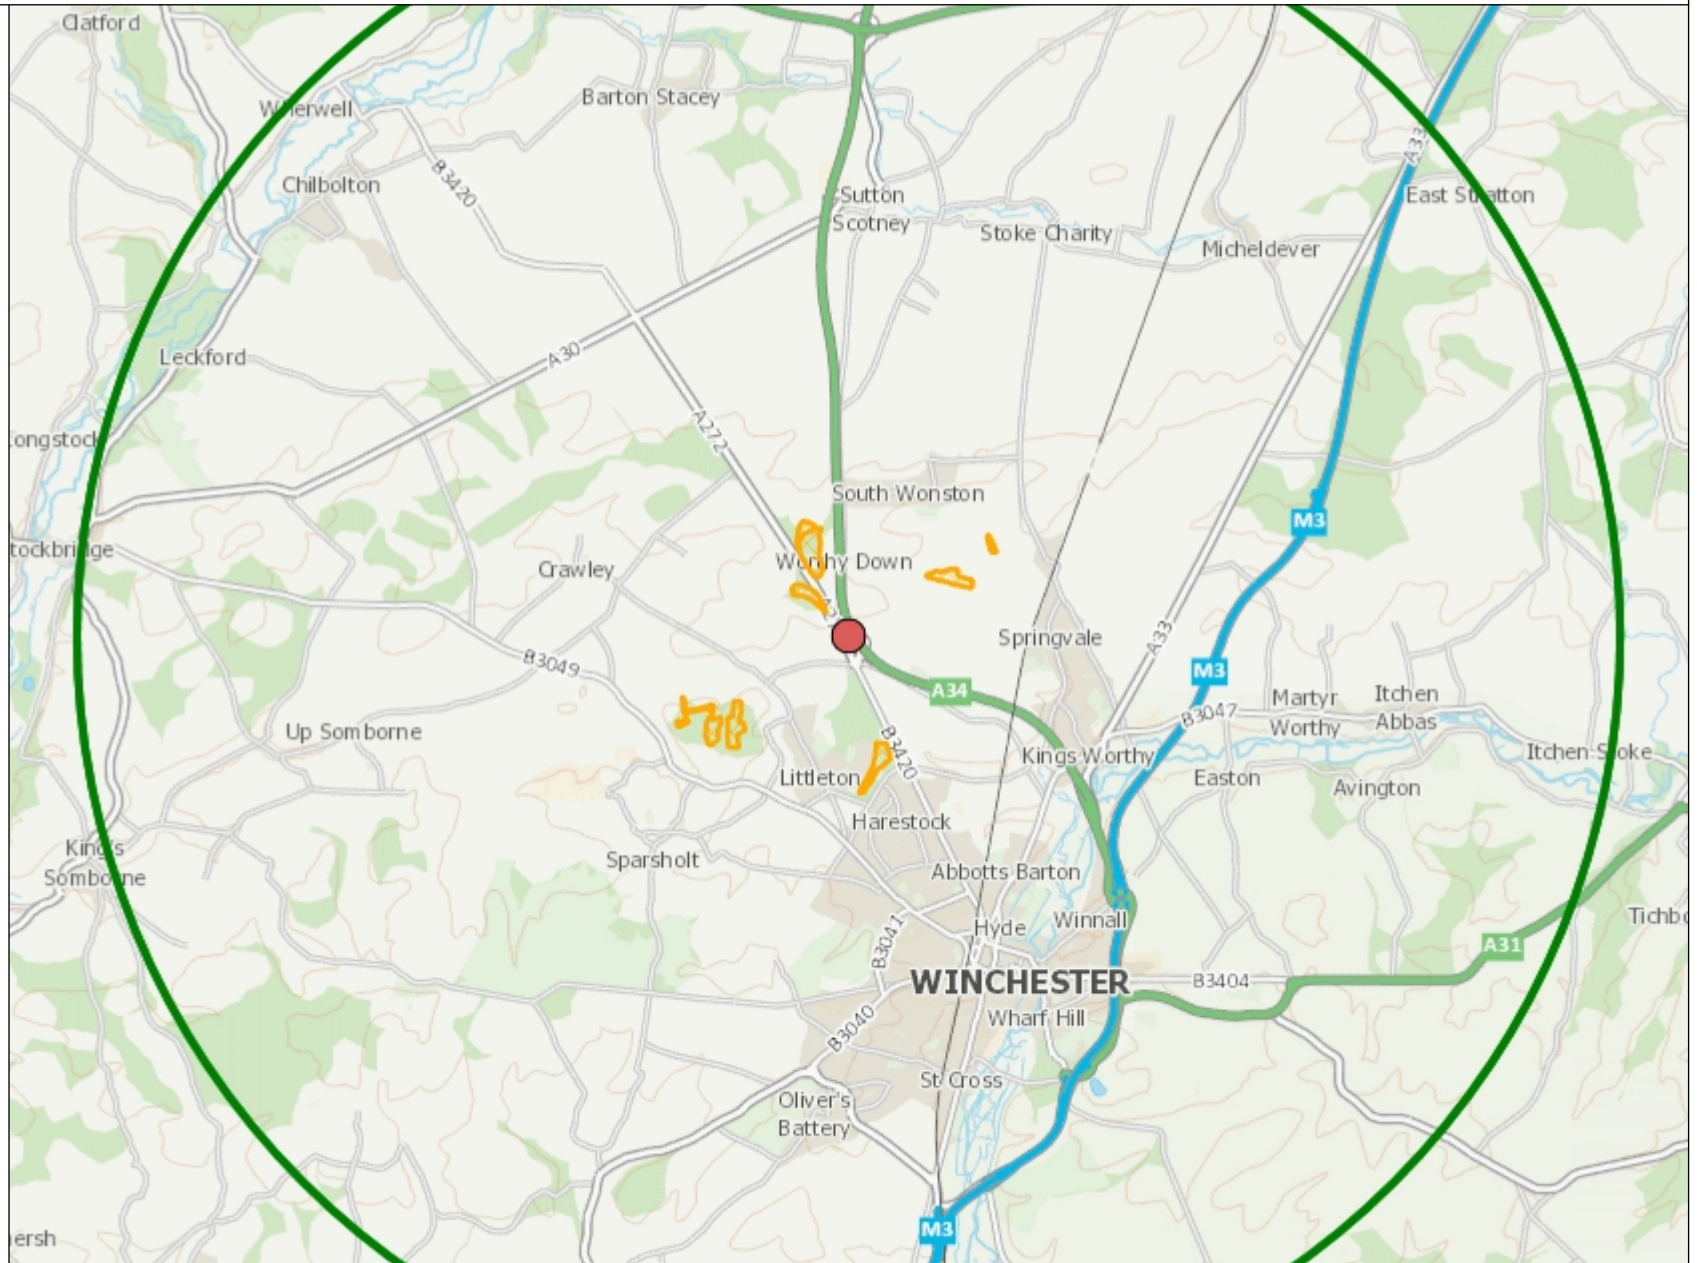 Clatford
Wherwell
Barton Stacey
A33
B3420
Chilbolton
Sutton
Scotney
East Stratton
Stoke Charity
Micheldever
Leckford
A30
A272
Longstock
South Wonston
M3
Stockbridge
Crawley
Worthy Down
Springvale
A33
B3049
M3
A34
Martyr
Worthy
Itchen
Abbas
B3047
Up Somborne
B3420
Kings Worthy
Itchen Stoke
Littleton
Easton
Avington
Harestock
King's
Somborne
Sparsholt
Abbotts Barton
Hyde
Winnall
B3041
A31
WINCHESTER
B3404
Wharf Hill
B3040
St Cross
Oliver's
Battery
M3